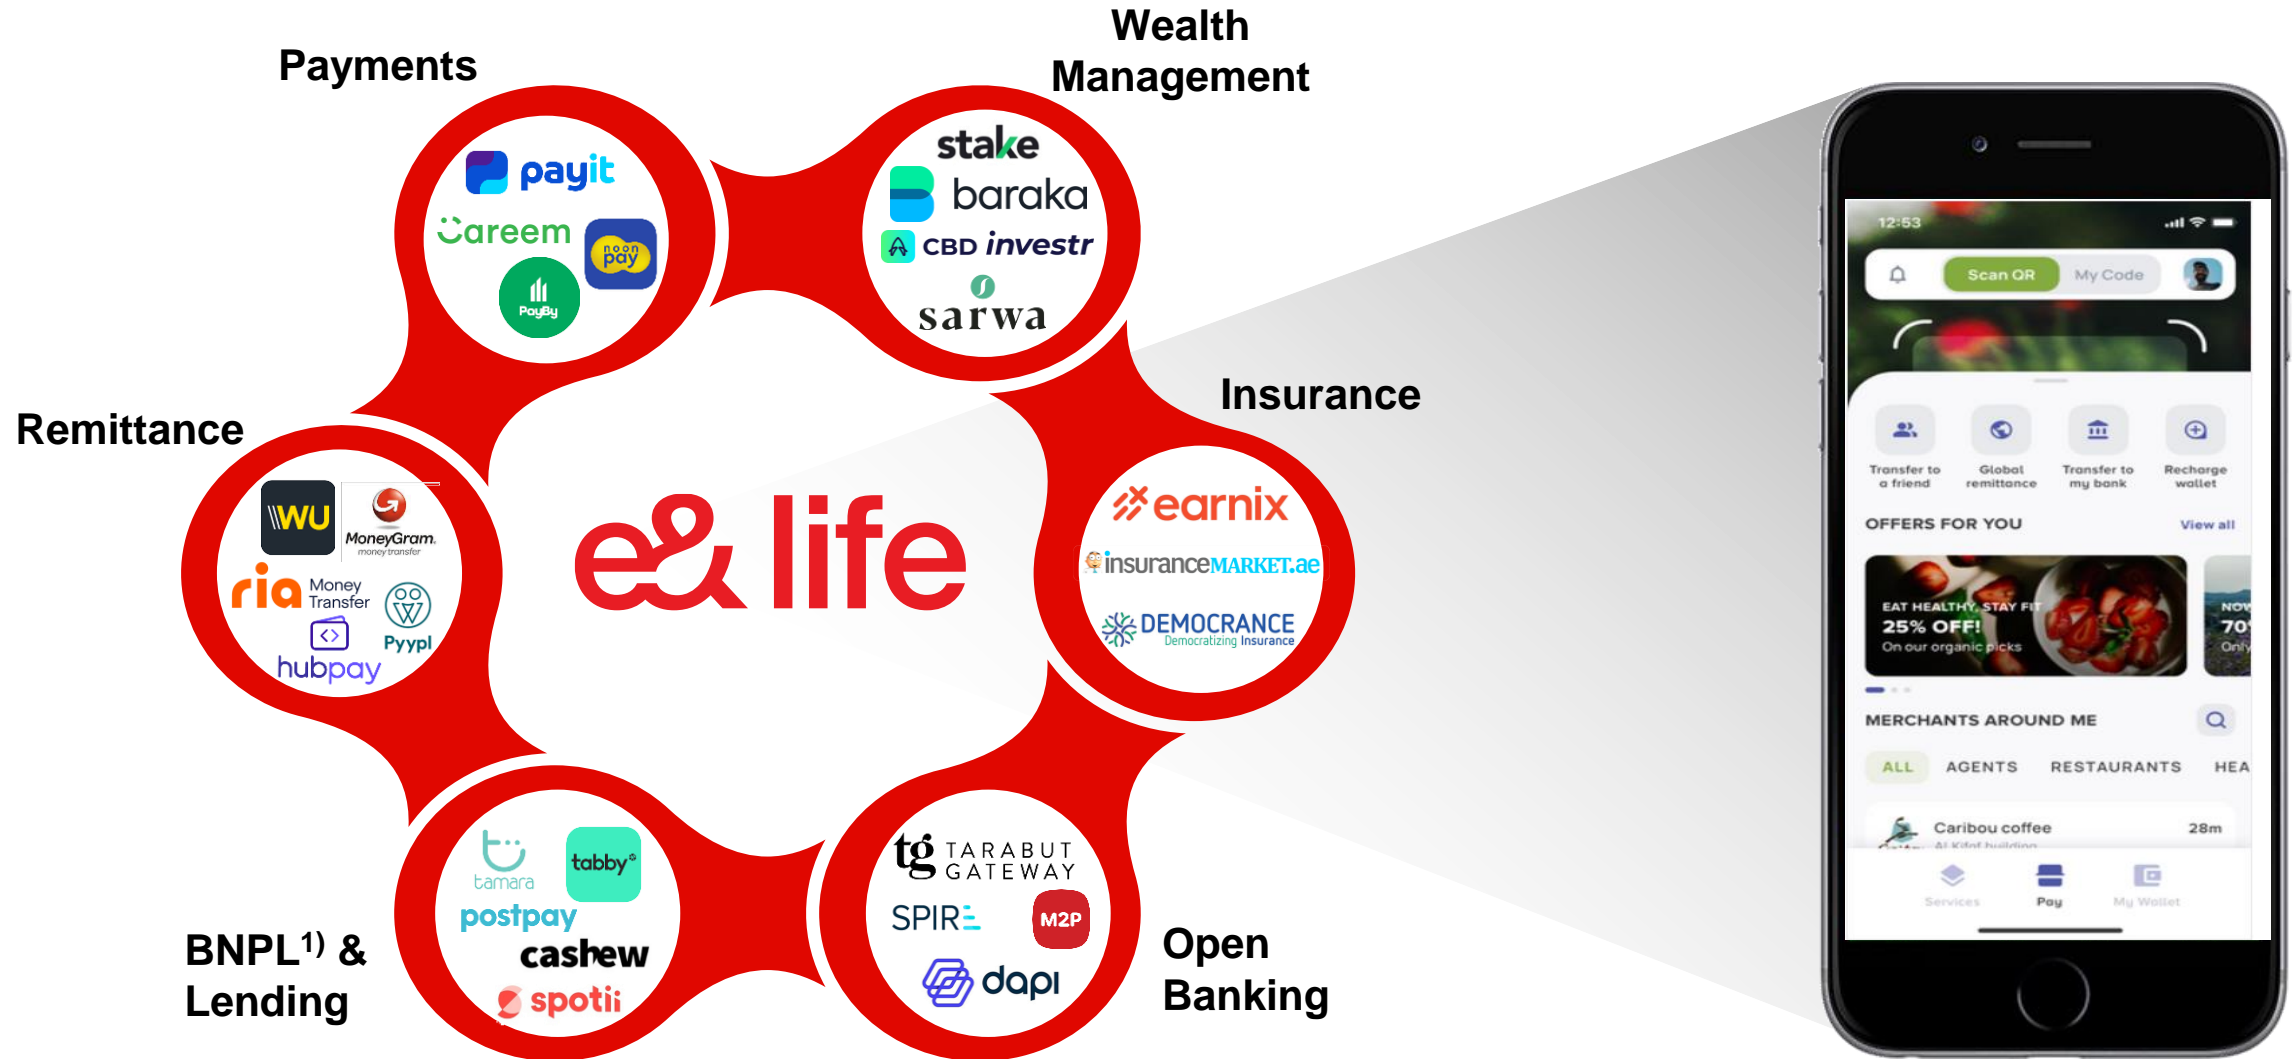 Payments
Wealth
Management
payit
Careem
noon
pay
PayBy
stake
baraka
CBD investr
sarwa
Remittance
WU
MoneyGram.
money transfer
ria Money
Transfer
Pyypl
hubpay
e& life
Insurance
earnix
insuranceMARKET.ae
DEMOCRANCE
Democratizing Insurance
BNPL1) &
Lending
tamara
tabby
postpay
cashew
spotii
tg TARABUT
GATEWAY
SPIRE
M2P
dapi
Open
Banking
12:53
Scan QR
My Code
Transfer to
a friend
Global
remittance
Transfer to
my bank
Recharge
wallet
OFFERS FOR YOU
View all
EAT HEALTHY, STAY FIT
25% OFF!
On our organic picks
NOW
70
Only
MERCHANTS AROUND ME
ALL
AGENTS
RESTAURANTS
HEA
Caribou coffee
28m
Services
Pay
My Wallet